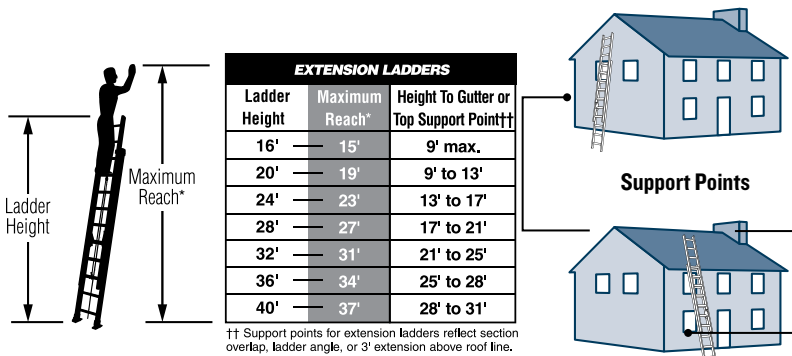 Ladder
Height
Maximum
Reach*
EXTENSION LADDERS
Ladder Height Maximum Reach* Height To Gutter or Top Support Point††
16' 15' 9' max.
20' 19' 9' to 13'
24' 23' 13' to 17'
28' 27' 17' to 21'
32' 31' 21' to 25'
36' 34' 25' to 28'
40' 37' 28' to 31'
†† Support points for extension ladders reflect section
overlap, ladder angle, or 3' extension above roof line.
Support Points